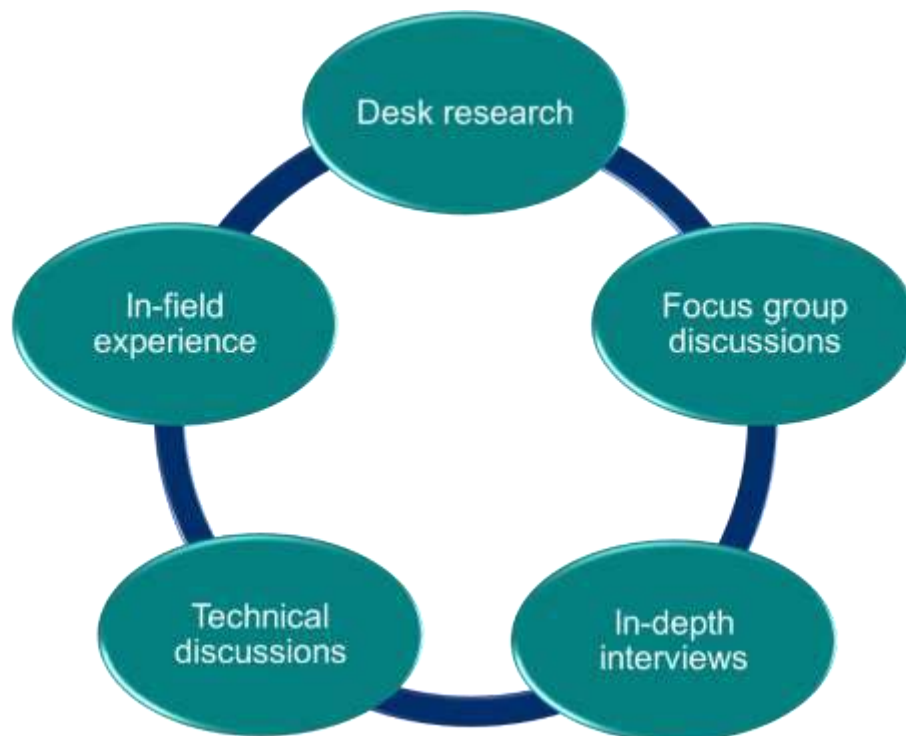 Desk research
In-field
experience
Focus group
discussions
Technical
discussions
In-depth
interviews